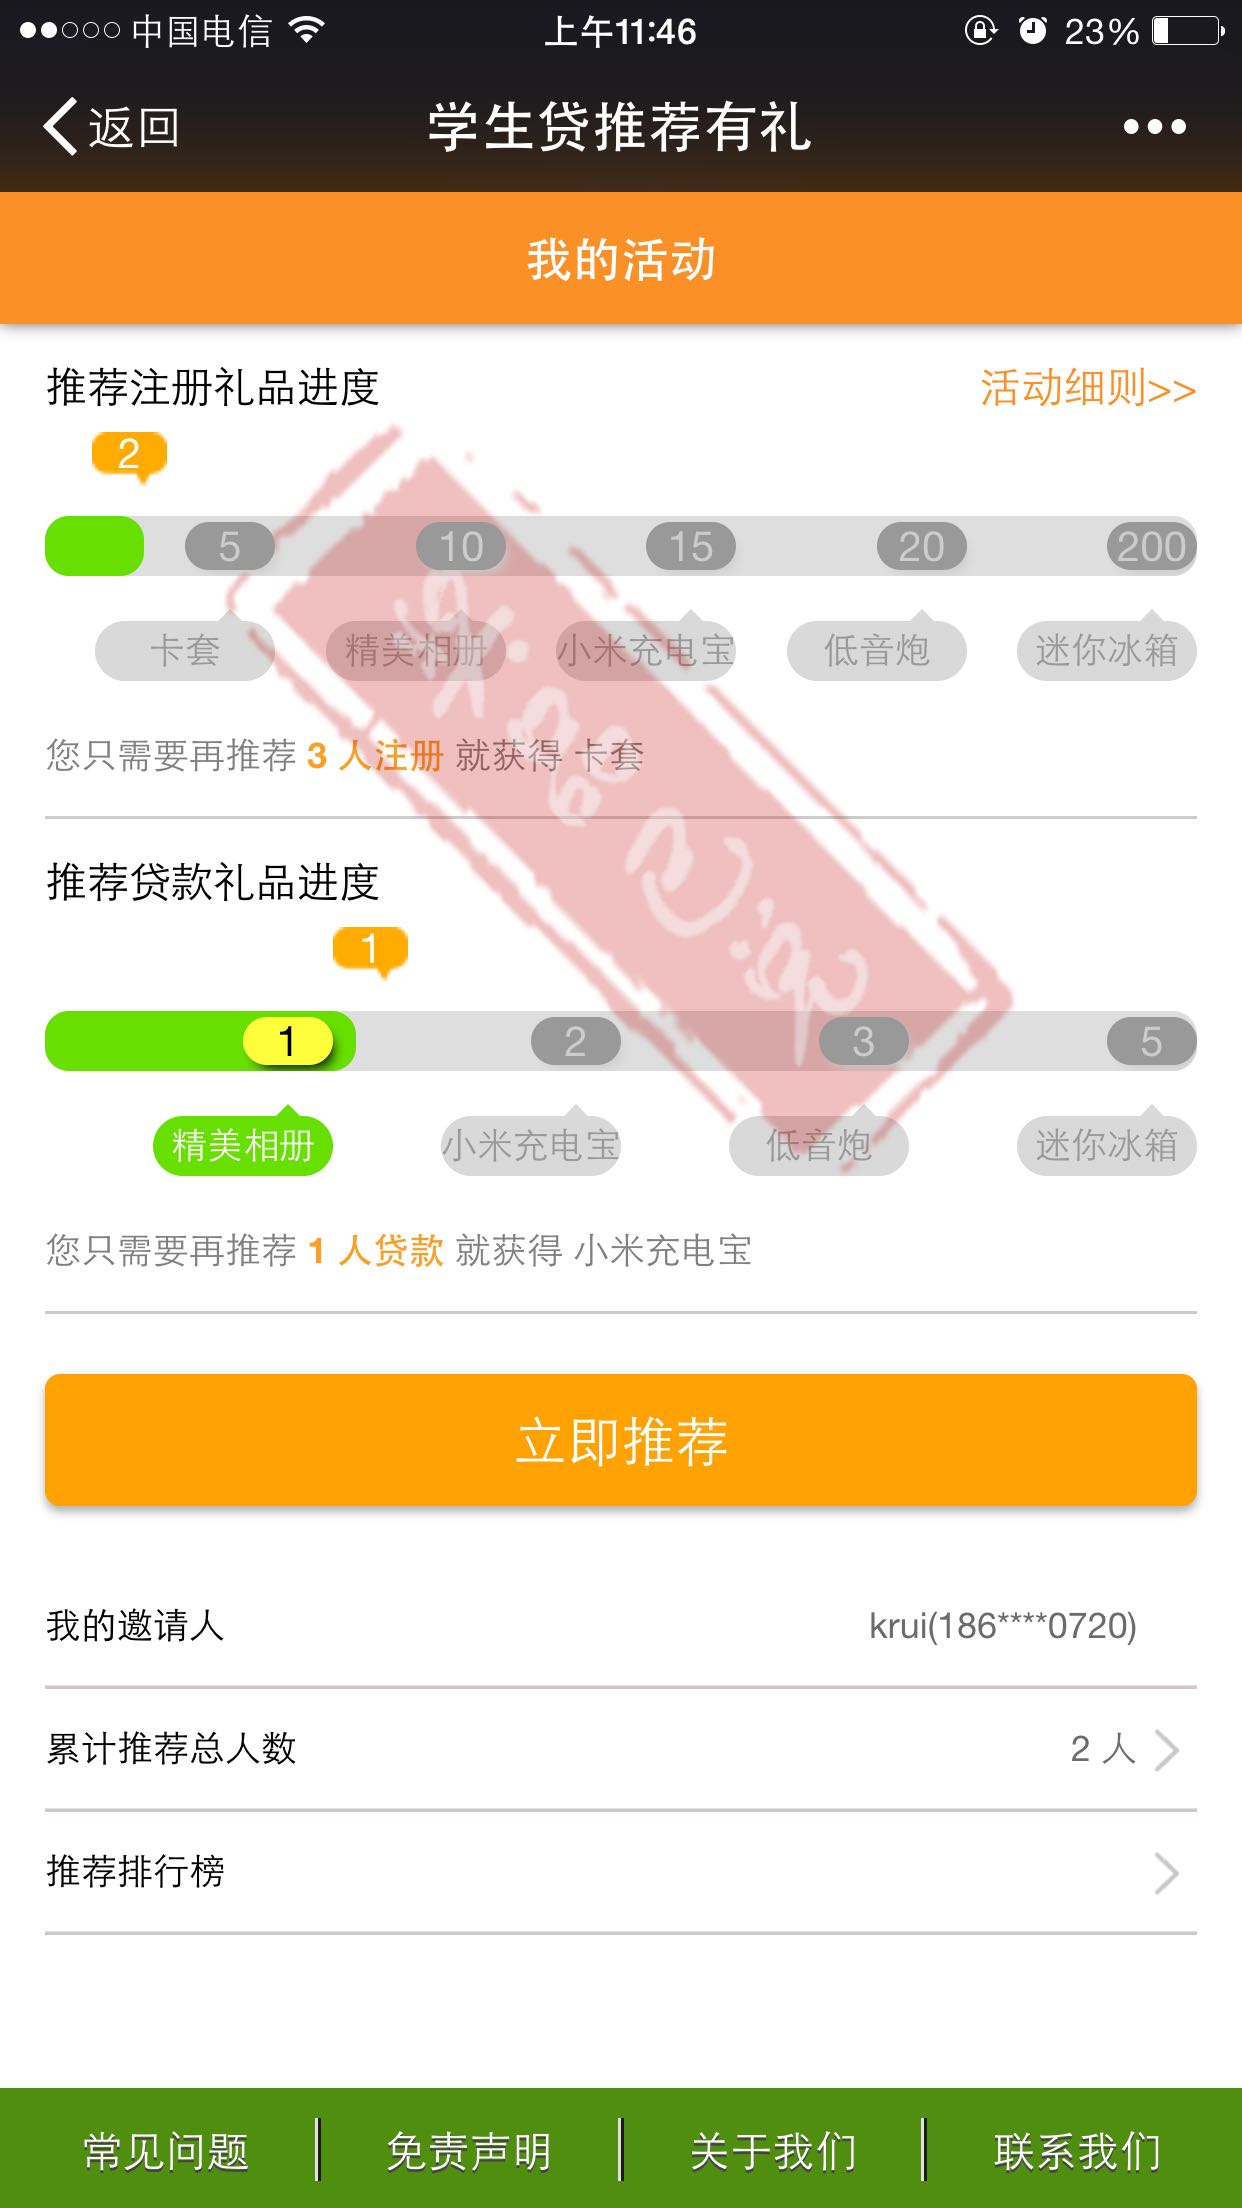 中国电信 上午11:46 23%
返回 学生贷推荐有礼
我的活动
推荐注册礼品进度 活动细则>>
2
5 10 15 20 200
卡套 精美相册 小米充电宝 低音炮 迷你冰箱
您只需要再推荐 3 人注册 就获得 卡套
推荐贷款礼品进度
1
1 2 3 5
精美相册 小米充电宝 低音炮 迷你冰箱
您只需要再推荐 1 人贷款 就获得 小米充电宝
立即推荐
我的邀请人 krui(186****0720)
累计推荐总人数 2 人
推荐排行榜
常见问题 免责声明 关于我们 联系我们